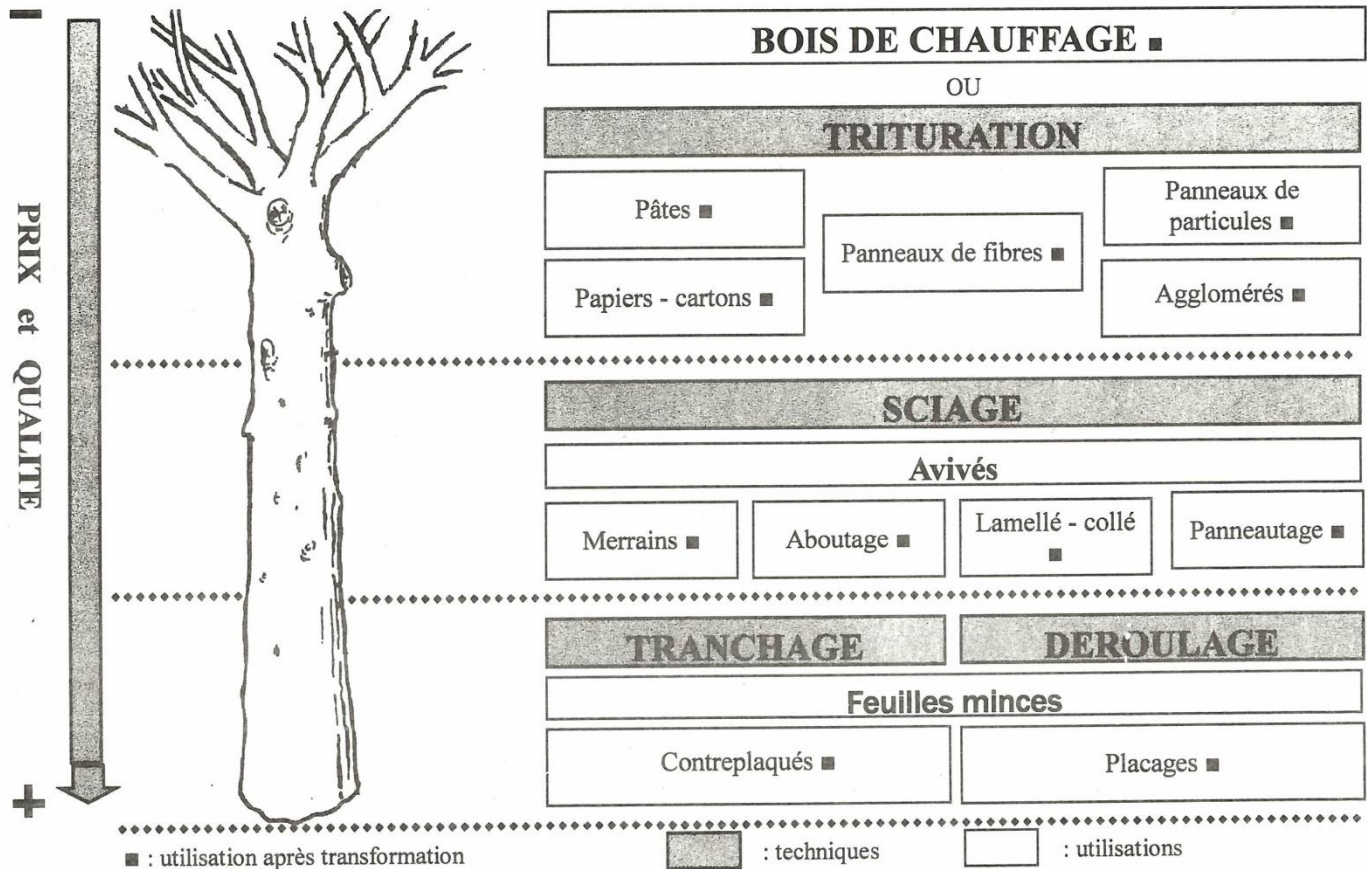 −
PRIX et QUALITE
+
BOIS DE CHAUFFAGE ■
OU
TRITURATION
Pâtes ■
Panneaux de fibres ■
Panneaux de
particules ■
Papiers - cartons ■
Agglomérés ■
SCIAGE
Avivés
Merrains ■
Aboutage ■
Lamellé - collé
■
Panneautage ■
TRANCHAGE
DEROULAGE
Feuilles minces
Contreplaqués ■
Placages ■
■ : utilisation après transformation
: techniques
: utilisations